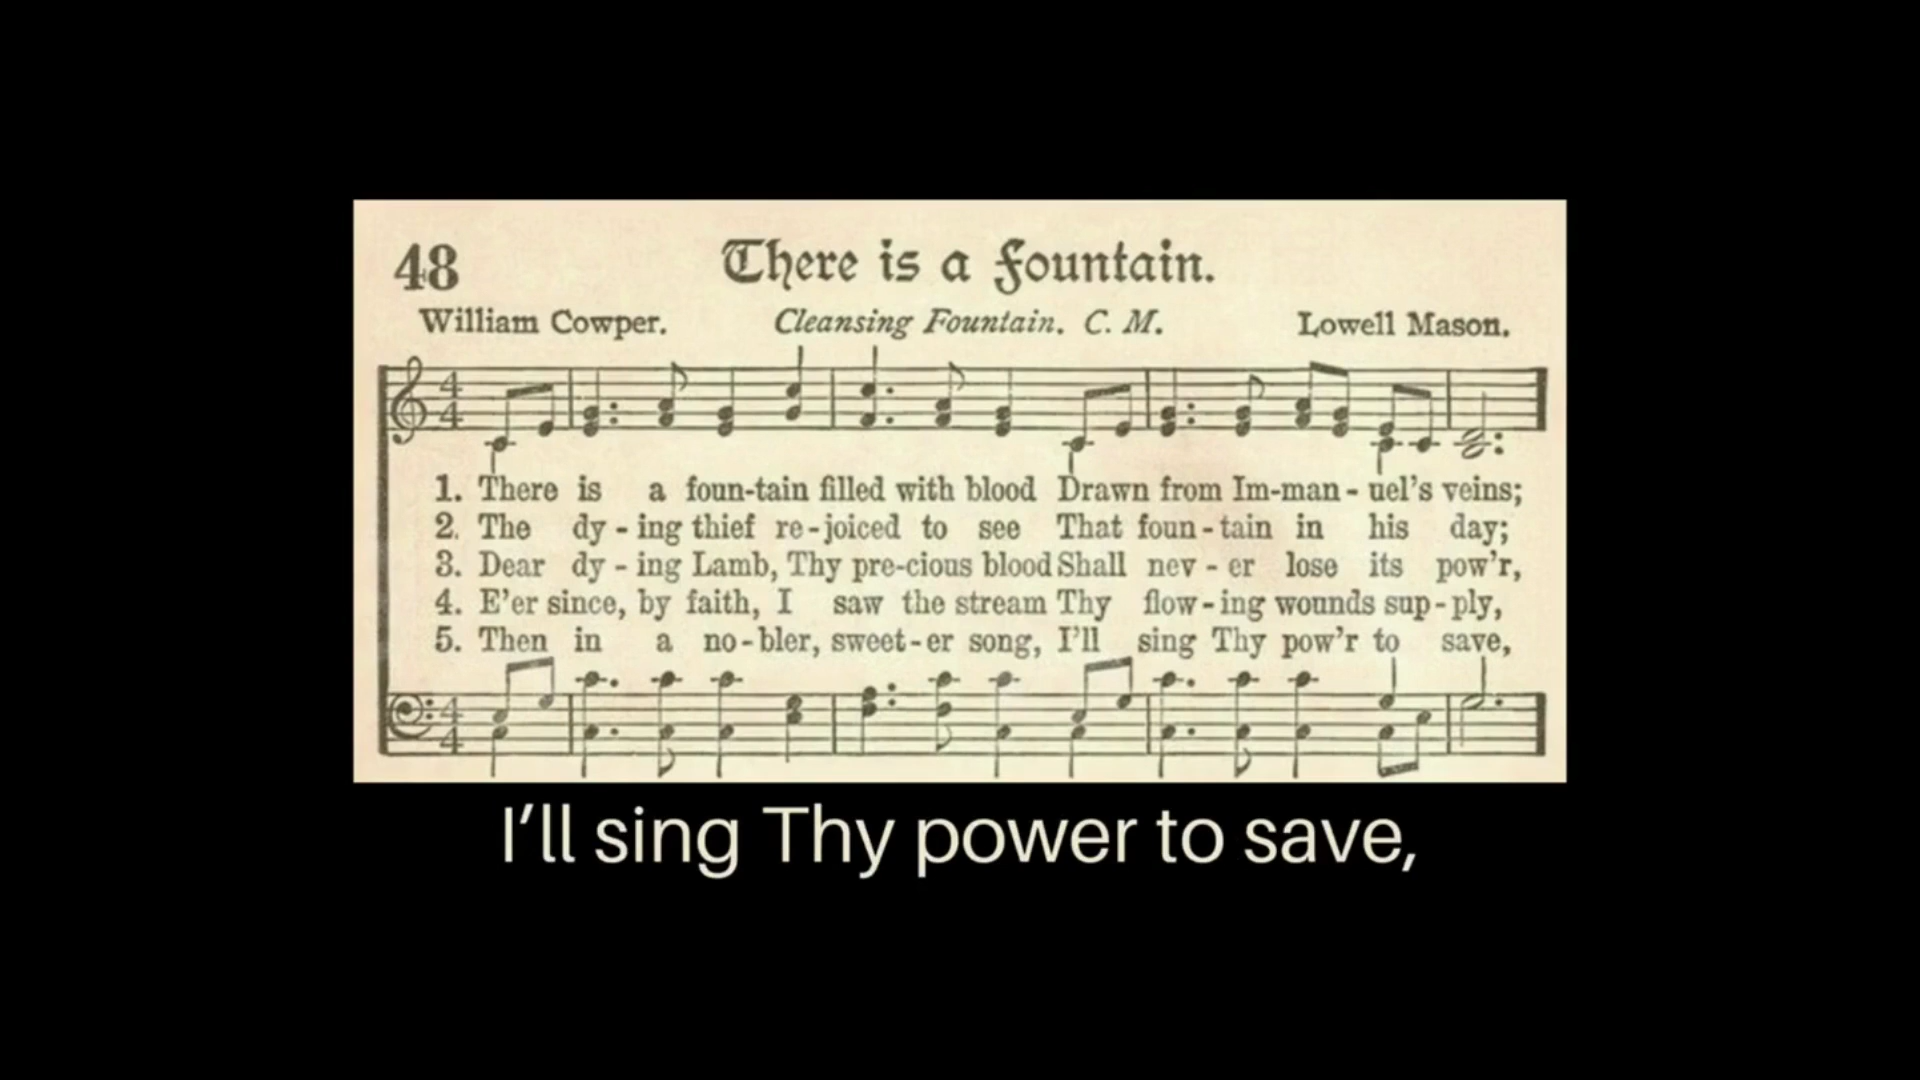 48
There is a Fountain.
William Cowper. Cleansing Fountain. C. M. Lowell Mason.
4 4
1. There is a foun-tain filled with blood Drawn from Im-man-uel's veins;
2. The dy-ing thief re-joiced to see That foun-tain in his day;
3. Dear dy-ing Lamb, Thy pre-cious blood Shall nev-er lose its pow'r,
4. E'er since, by faith, I saw the stream Thy flow-ing wounds sup-ply,
5. Then in a no-bler, sweet-er song, I'll sing Thy pow'r to save,
4 4
I'll sing Thy power to save,